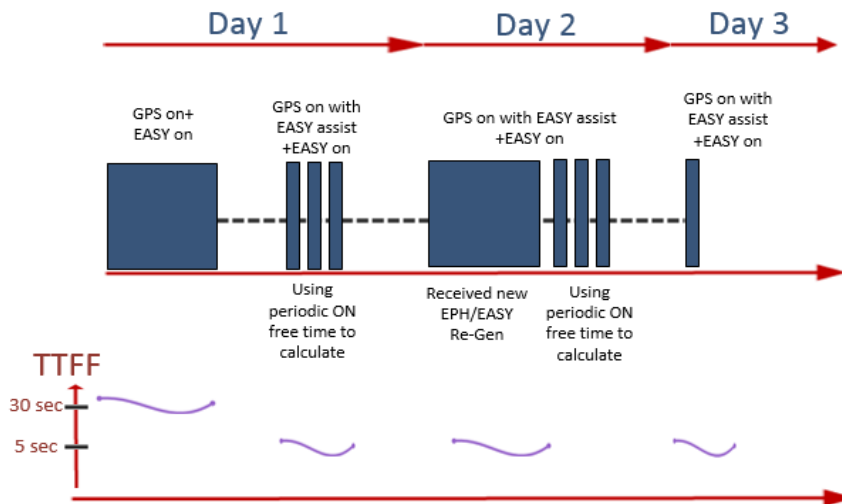 Day 1
Day 2
Day 3
GPS on+
EASY on
GPS on with
EASY assist
+EASY on
GPS on with EASY assist
+EASY on
GPS on with
EASY assist
+EASY on
Using
periodic ON
free time to
calculate
Received new
EPH/EASY
Re-Gen
Using
periodic ON
free time to
calculate
TTFF
30 sec
5 sec